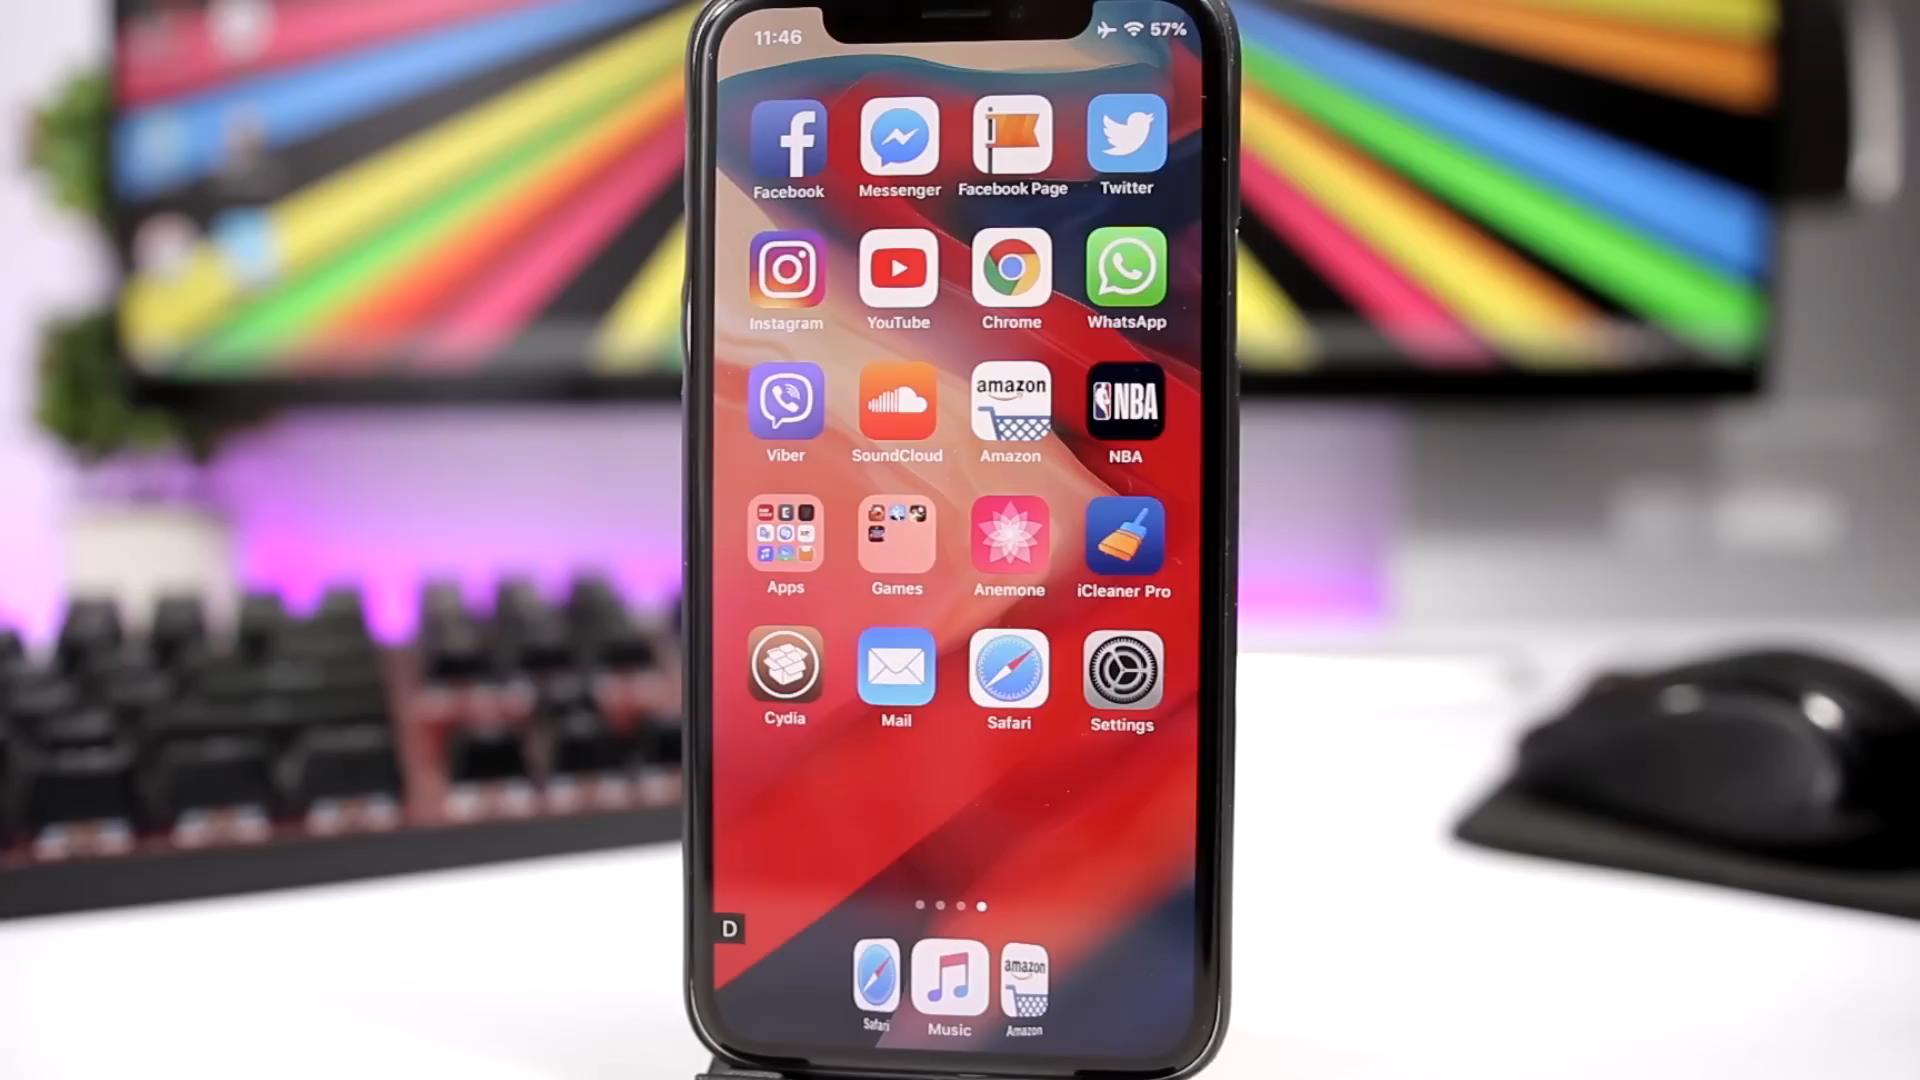 11:46 57%
Facebook Messenger Facebook Page Twitter
Instagram YouTube Chrome WhatsApp
amazon NBA
Viber SoundCloud Amazon NBA
Apps Games Anemone iCleaner Pro
Cydia Mail Safari Settings
D
amazon
Safari Music Amazon